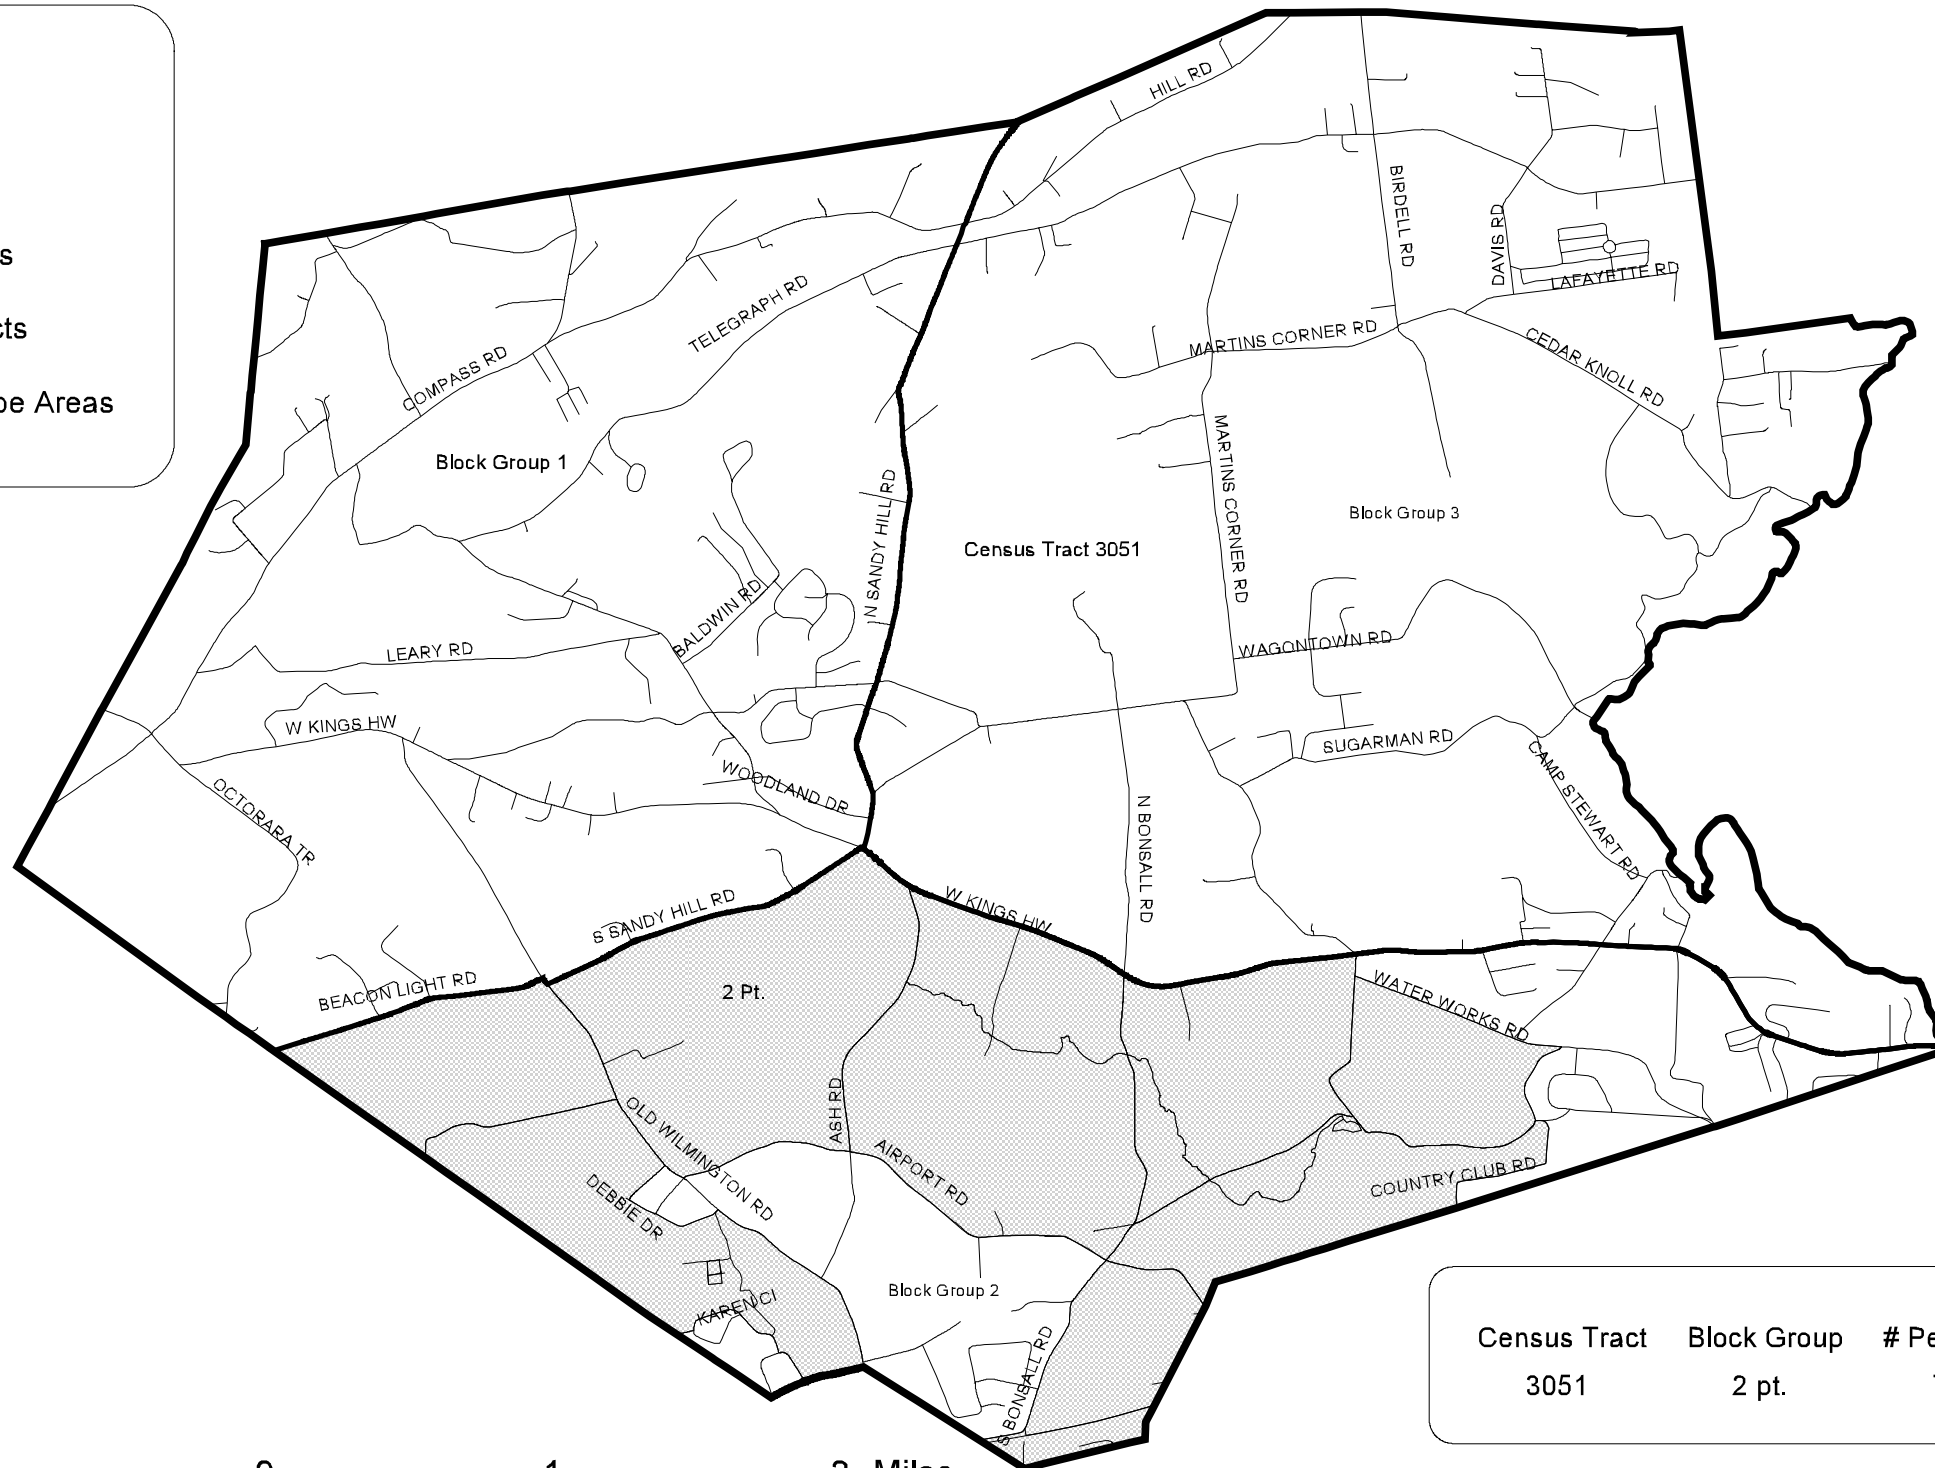 HILL RD
BIRDELL RD
DAVIS RD
LAFAYETTE RD
s
TELEGRAPH RD
cts
MARTINS CORNER RD
CEDAR KNOLL RD
COMPASS RD
Areas
Block Group 1
MARTINS CORNER RD
N SANDY HILL RD
Block Group 3
Census Tract 3051
BALDWIN RD
LEARY RD
WAGONTOWN RD
W KINGS HW
SUGARMAN RD
OCTORARA TR
WOODLAND DR
CAMP STEWART RD
N BONSALL RD
S SANDY HILL RD
W KINGS HW
BEACON LIGHT RD
2 Pt.
WATER WORKS RD
ASH RD
OLD WILMINGTON RD
AIRPORT RD
COUNTRY CLUB RD
DEBBIE DR
Block Group 2
KAREN CI
S BONSALL RD
Census Tract Block Group # Pe
3051 2 pt.
1 Miles